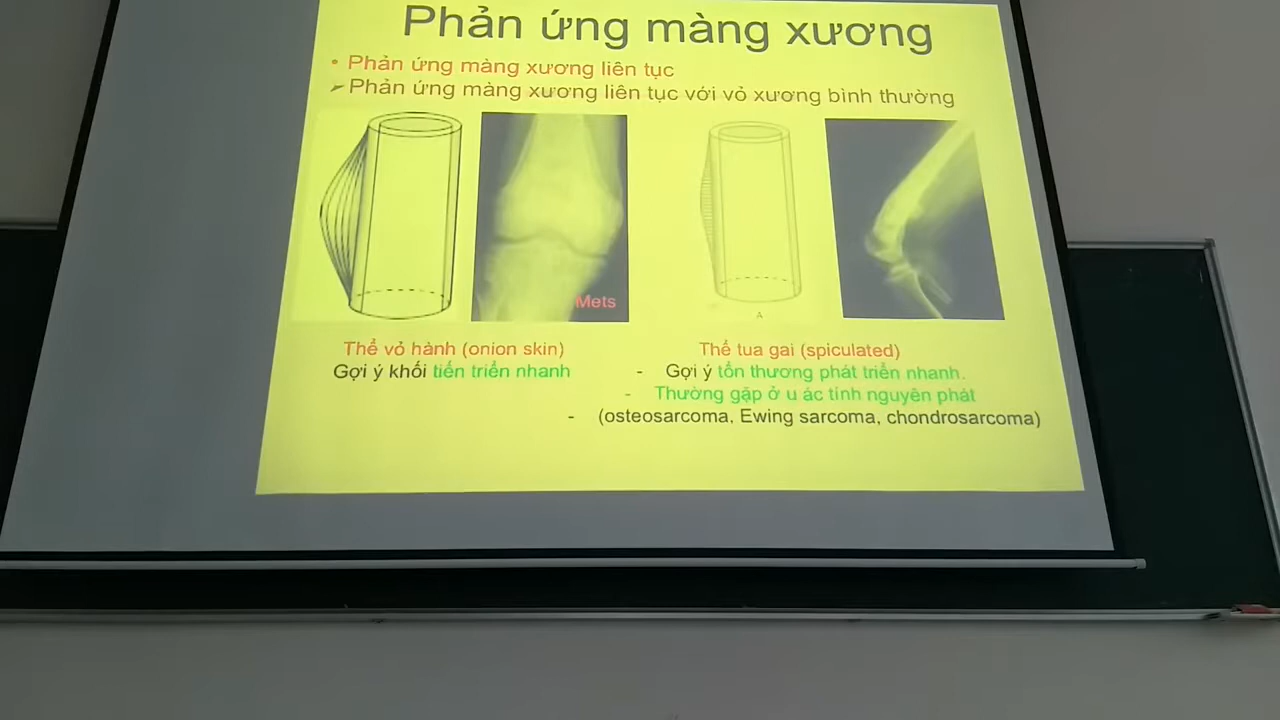 Phản ứng màng xương
• Phản ứng màng xương liên tục
➢ Phản ứng màng xương liên tục với vỏ xương bình thường
Mets
A
Thể vỏ hành (onion skin)
Gợi ý khối tiến triển nhanh
Thể tua gai (spiculated)
- Gợi ý tổn thương phát triển nhanh.
- Thường gặp ở u ác tính nguyên phát
- (osteosarcoma, Ewing sarcoma, chondrosarcoma)